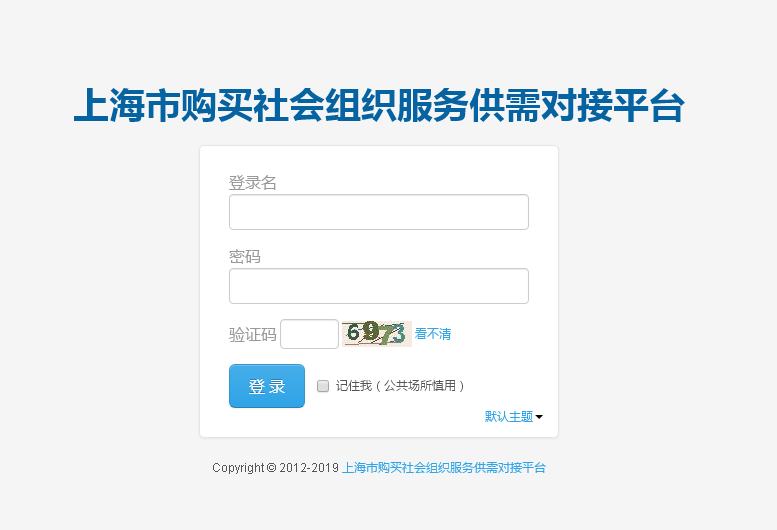 上海市购买社会组织服务供需对接平台
登录名
密码
验证码 6973 看不清
登 录 记住我（公共场所慎用）
默认主题
Copyright © 2012-2019 上海市购买社会组织服务供需对接平台